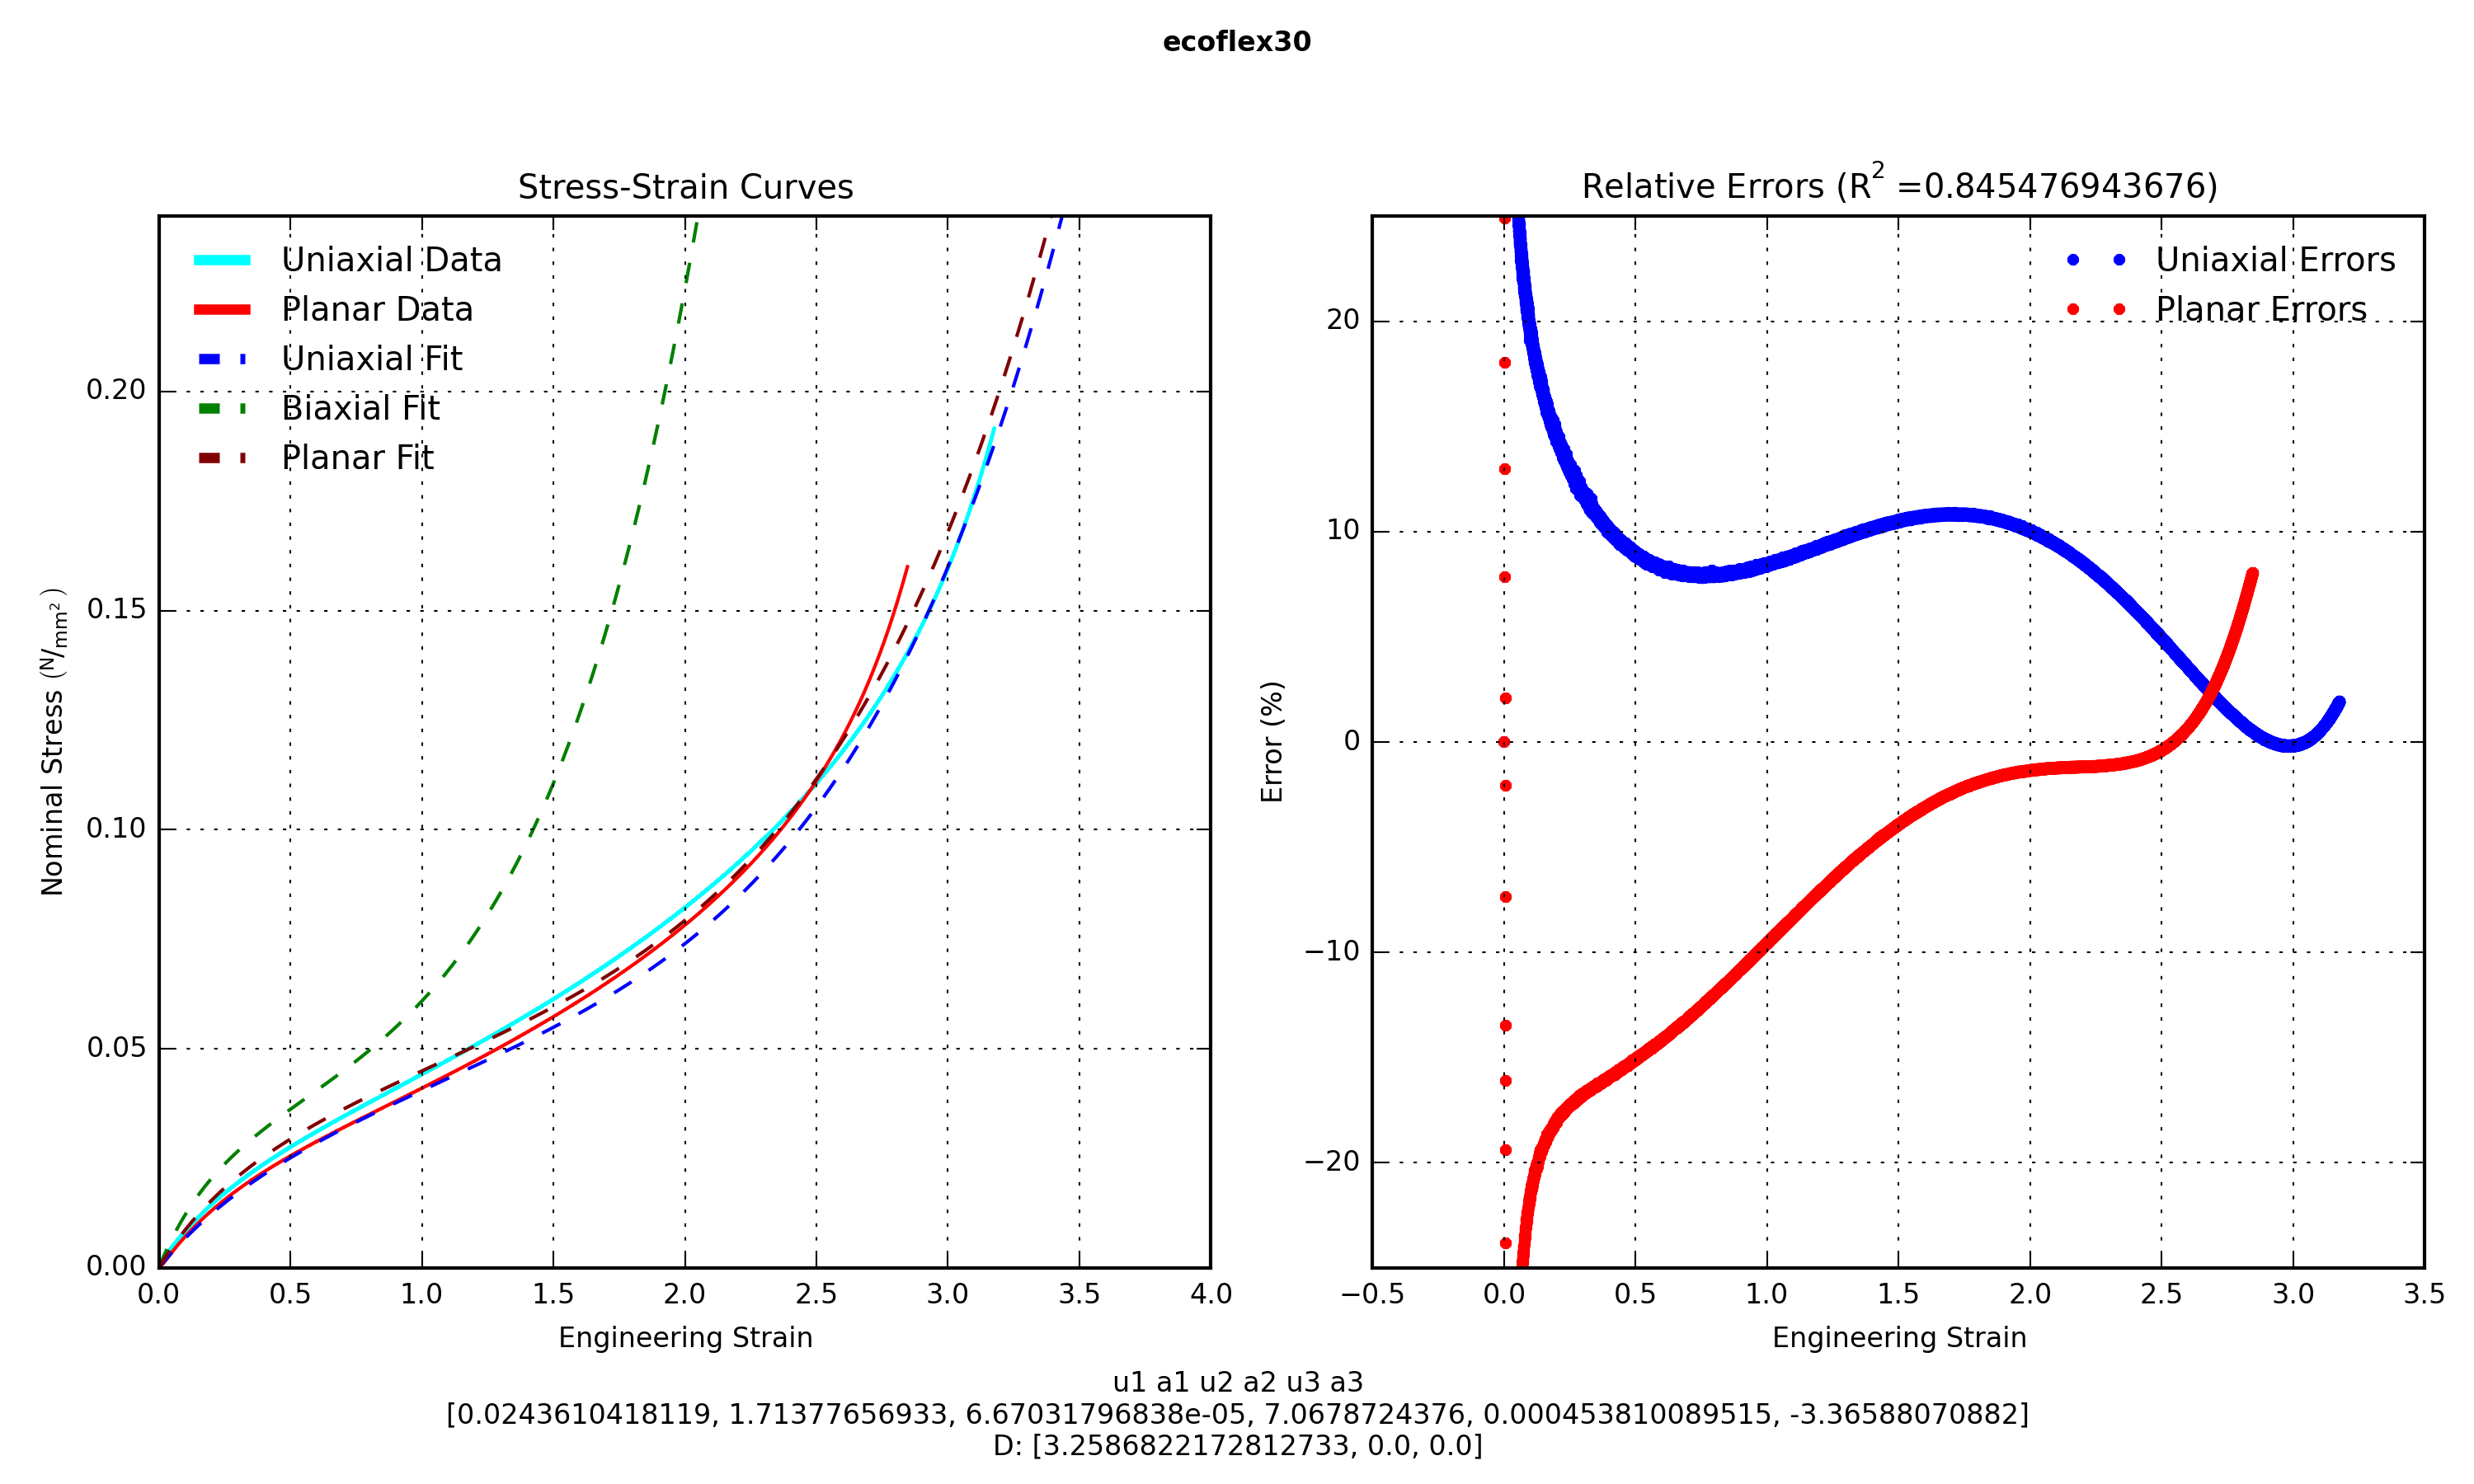 ecoflex30
Stress-Strain Curves
Uniaxial Data
Planar Data
Uniaxial Fit
Biaxial Fit
Planar Fit
Nominal Stress (N/mm²)
0.20
0.15
0.10
0.05
0.00
0.0 0.5 1.0 1.5 2.0 2.5 3.0 3.5 4.0
Engineering Strain
Relative Errors (R² =0.845476943676)
Uniaxial Errors
Planar Errors
Error (%)
20
10
0
−10
−20
−0.5 0.0 0.5 1.0 1.5 2.0 2.5 3.0 3.5
Engineering Strain
u1 a1 u2 a2 u3 a3
[0.0243610418119, 1.71377656933, 6.67031796838e-05, 7.0678724376, 0.000453810089515, -3.36588070882]
D: [3.2586822172812733, 0.0, 0.0]